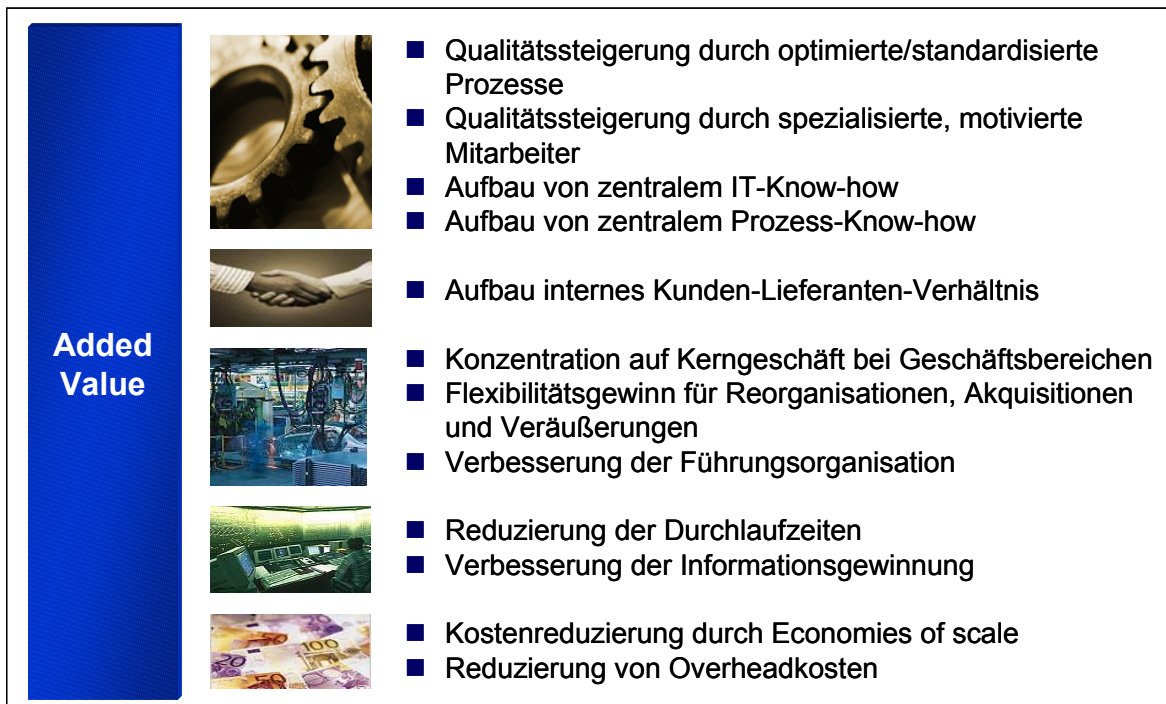 Added
Value
■ Qualitätssteigerung durch optimierte/standardisierte
Prozesse
■ Qualitätssteigerung durch spezialisierte, motivierte
Mitarbeiter
■ Aufbau von zentralem IT-Know-how
■ Aufbau von zentralem Prozess-Know-how
■ Aufbau internes Kunden-Lieferanten-Verhältnis
■ Konzentration auf Kerngeschäft bei Geschäftsbereichen
■ Flexibilitätsgewinn für Reorganisationen, Akquisitionen
und Veräußerungen
■ Verbesserung der Führungsorganisation
■ Reduzierung der Durchlaufzeiten
■ Verbesserung der Informationsgewinnung
20
100
50
■ Kostenreduzierung durch Economies of scale
■ Reduzierung von Overheadkosten